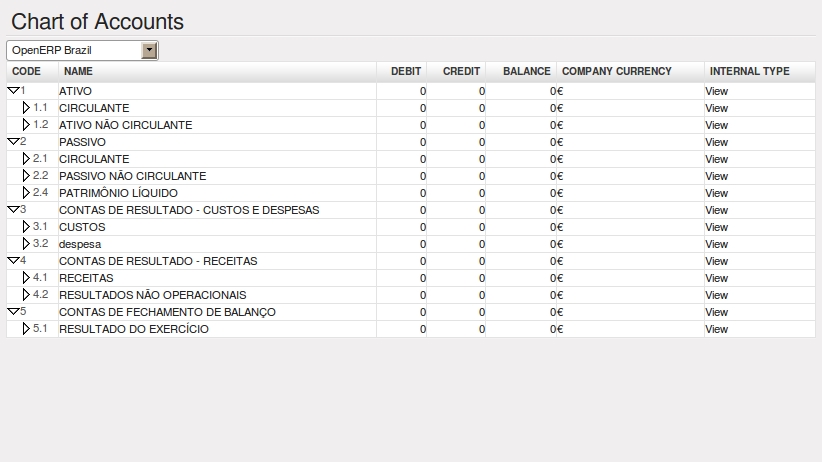 Chart of Accounts
OpenERP Brazil
CODE NAME DEBIT CREDIT BALANCE COMPANY CURRENCY INTERNAL TYPE
1 ATIVO 0 0 0 € View
1.1 CIRCULANTE 0 0 0 € View
1.2 ATIVO NÃO CIRCULANTE 0 0 0 € View
2 PASSIVO 0 0 0 € View
2.1 CIRCULANTE 0 0 0 € View
2.2 PASSIVO NÃO CIRCULANTE 0 0 0 € View
2.4 PATRIMÔNIO LÍQUIDO 0 0 0 € View
3 CONTAS DE RESULTADO - CUSTOS E DESPESAS 0 0 0 € View
3.1 CUSTOS 0 0 0 € View
3.2 despesa 0 0 0 € View
4 CONTAS DE RESULTADO - RECEITAS 0 0 0 € View
4.1 RECEITAS 0 0 0 € View
4.2 RESULTADOS NÃO OPERACIONAIS 0 0 0 € View
5 CONTAS DE FECHAMENTO DE BALANÇO 0 0 0 € View
5.1 RESULTADO DO EXERCÍCIO 0 0 0 € View